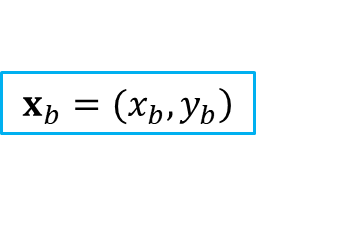 𝐱_b = (x_b, y_b)